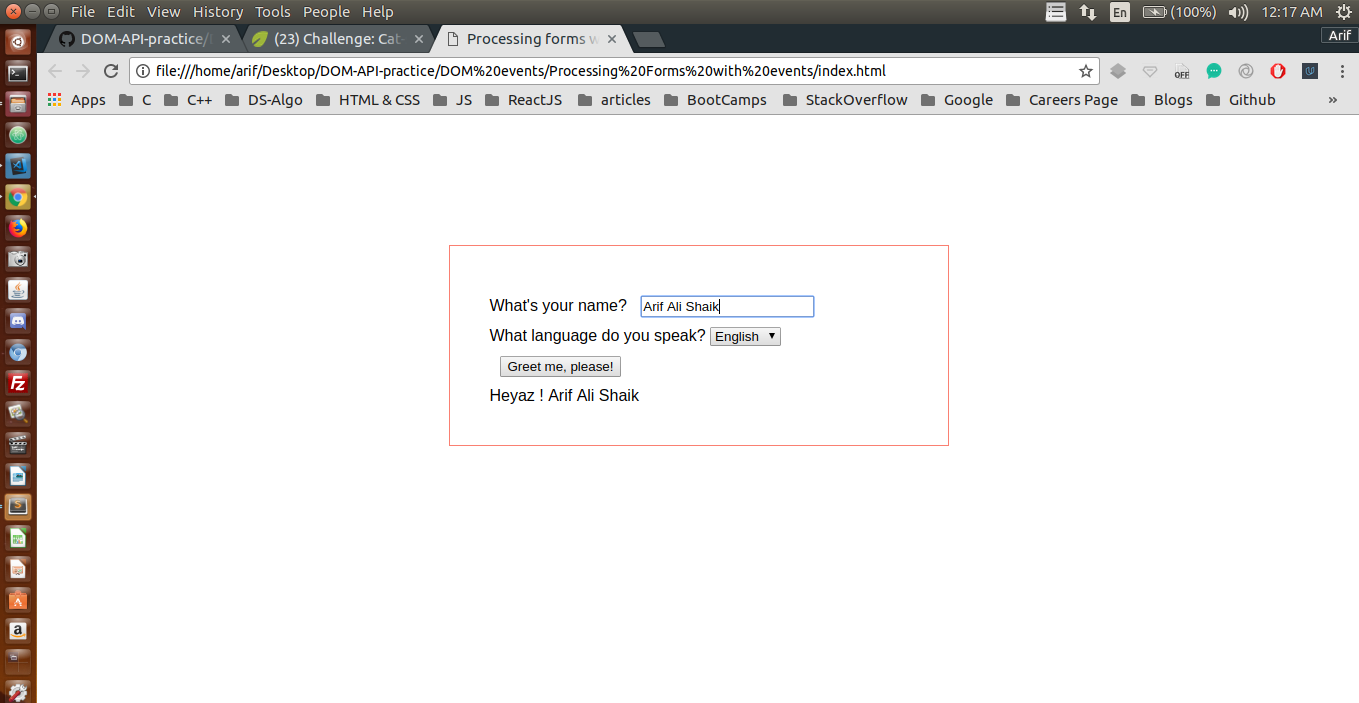 File Edit View History Tools People Help En (100%) 12:17 AM
DOM-API-practice/ (23) Challenge: Cat- Processing forms w Arif
file:///home/arif/Desktop/DOM-API-practice/DOM%20events/Processing%20Forms%20with%20events/index.html OFF
Apps C C++ DS-Algo HTML & CSS JS ReactJS articles BootCamps StackOverflow Google Careers Page Blogs Github »
What's your name? Arif Ali Shaik
What language do you speak? English
Greet me, please!
Heyaz ! Arif Ali Shaik